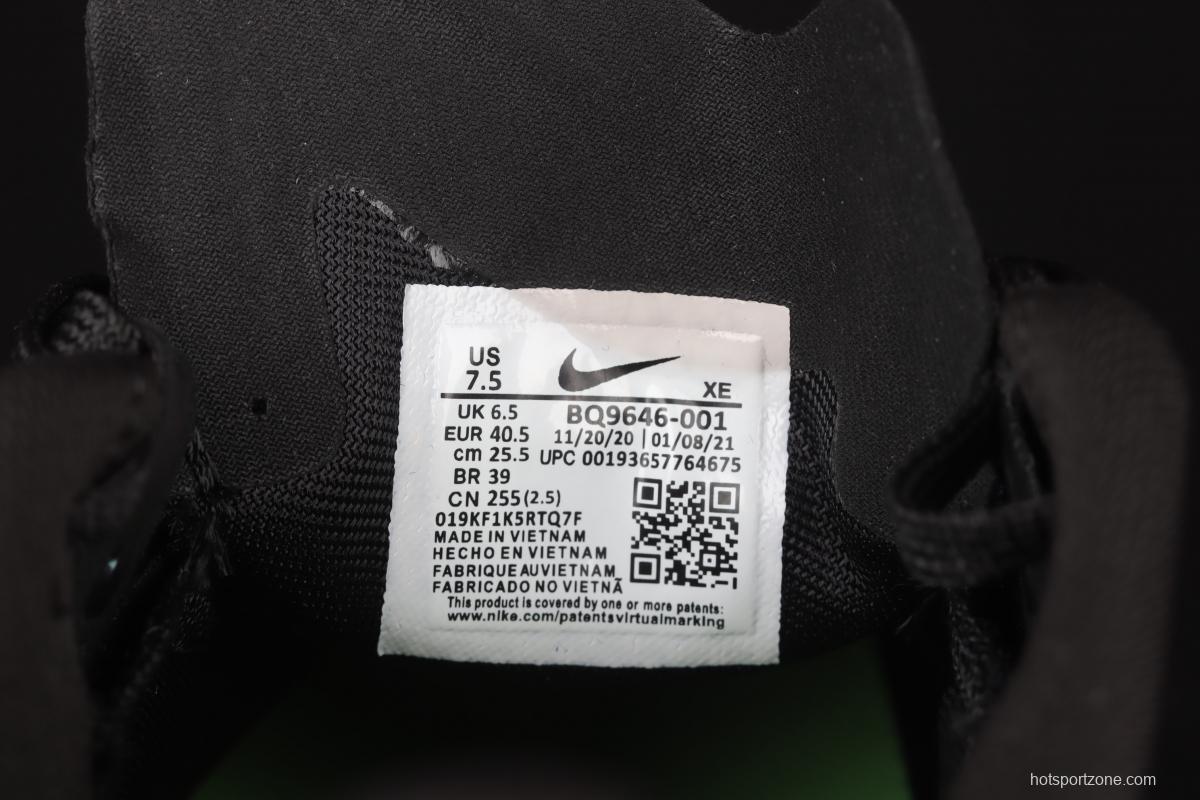 US
7.5
XE
UK 6.5
EUR 40.5
cm 25.5
BR 39
CN 255(2.5)
BQ9646-001
11/20/20 | 01/08/21
UPC 00193657764675
019KF1K5RTQ7F
MADE IN VIETNAM
HECHO EN VIETNAM
FABRIQUE AU VIETNAM
FABRICADO NO VIETNÃ
This product is covered by one or more patents:
www.nike.com/patentsvirtualmarking
hotsportzone.com